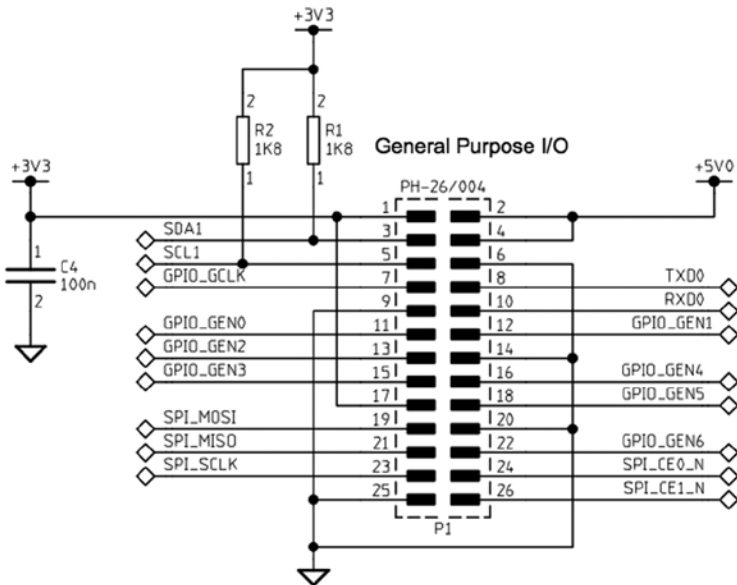 +3V3
2
2
R2
1K8
R1
1K8
1
1
General Purpose I/O
+3V3
PH-26/004
+5V0
1
2
SDA1
3
4
SCL1
5
6
GPIO_GCLK
7
8
TXD0
9
10
RXD0
GPIO_GEN0
11
12
GPIO_GEN1
GPIO_GEN2
13
14
GPIO_GEN3
15
16
GPIO_GEN4
17
18
GPIO_GEN5
SPI_MOSI
19
20
SPI_MISO
21
22
GPIO_GEN6
SPI_SCLK
23
24
SPI_CE0_N
25
26
SPI_CE1_N
P1
1
C4
100n
2